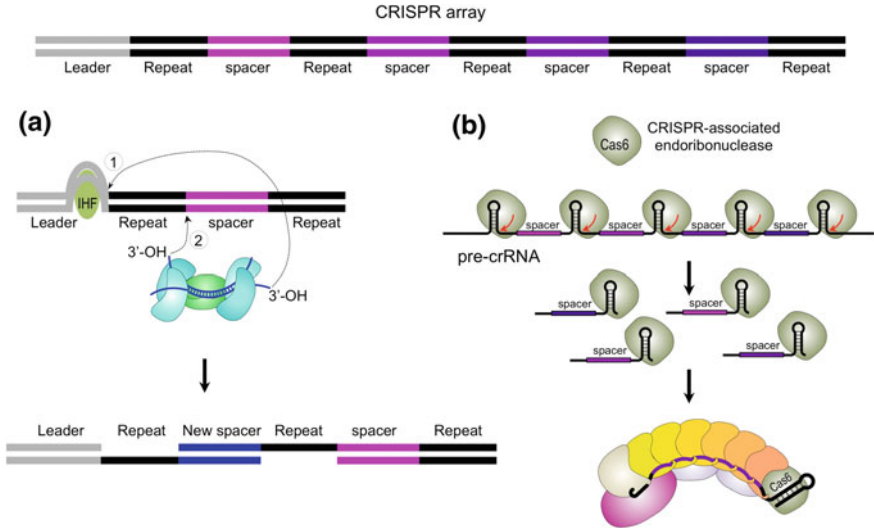 CRISPR array
Leader Repeat spacer Repeat spacer Repeat spacer Repeat spacer Repeat
(a)
1
IHF
Leader Repeat spacer Repeat
2
3'-OH
3'-OH
Leader Repeat New spacer Repeat spacer Repeat
(b)
Cas6
CRISPR-associated
endoribonuclease
spacer spacer spacer spacer
pre-crRNA
spacer spacer
spacer spacer
Cas6